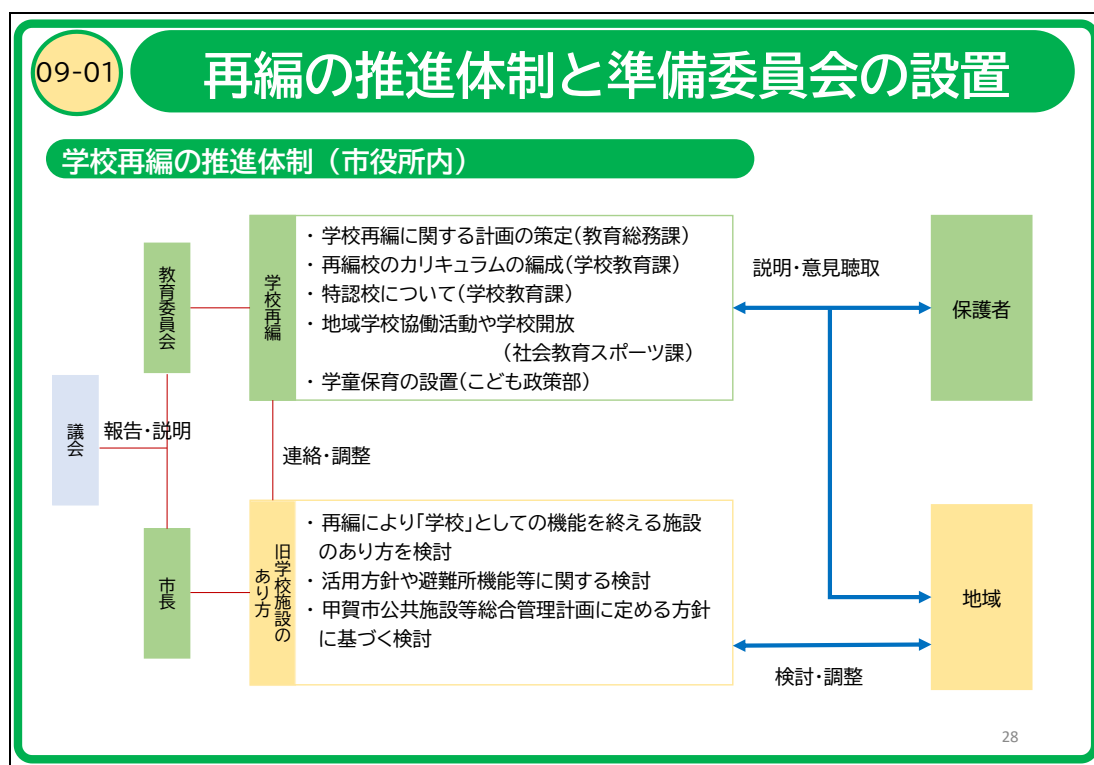 09-01
再編の推進体制と準備委員会の設置
学校再編の推進体制（市役所内）
教育委員会
学校再編
・ 学校再編に関する計画の策定(教育総務課)
・ 再編校のカリキュラムの編成(学校教育課)
・ 特認校について(学校教育課)
・ 地域学校協働活動や学校開放
(社会教育スポーツ課)
・ 学童保育の設置(こども政策部)
説明・意見聴取
保護者
議会
報告・説明
連絡・調整
市長
旧学校施設の
あり方
・ 再編により「学校」としての機能を終える施設
のあり方を検討
・ 活用方針や避難所機能等に関する検討
・ 甲賀市公共施設等総合管理計画に定める方針
に基づく検討
地域
検討・調整
28